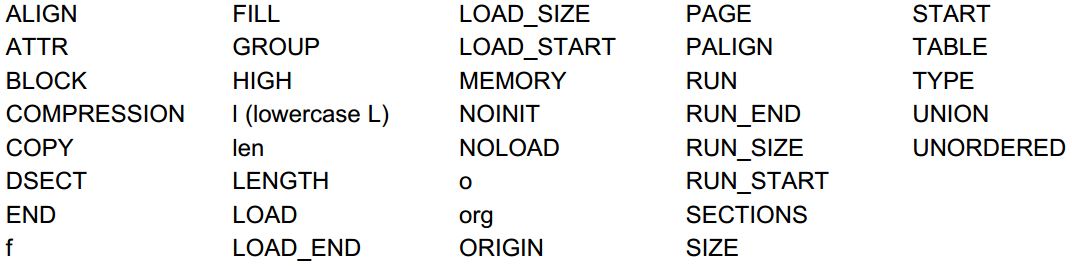 ALIGN FILL LOAD_SIZE PAGE START
ATTR GROUP LOAD_START PALIGN TABLE
BLOCK HIGH MEMORY RUN TYPE
COMPRESSION l (lowercase L) NOINIT RUN_END UNION
COPY len NOLOAD RUN_SIZE UNORDERED
DSECT LENGTH o RUN_START
END LOAD org SECTIONS
f LOAD_END ORIGIN SIZE